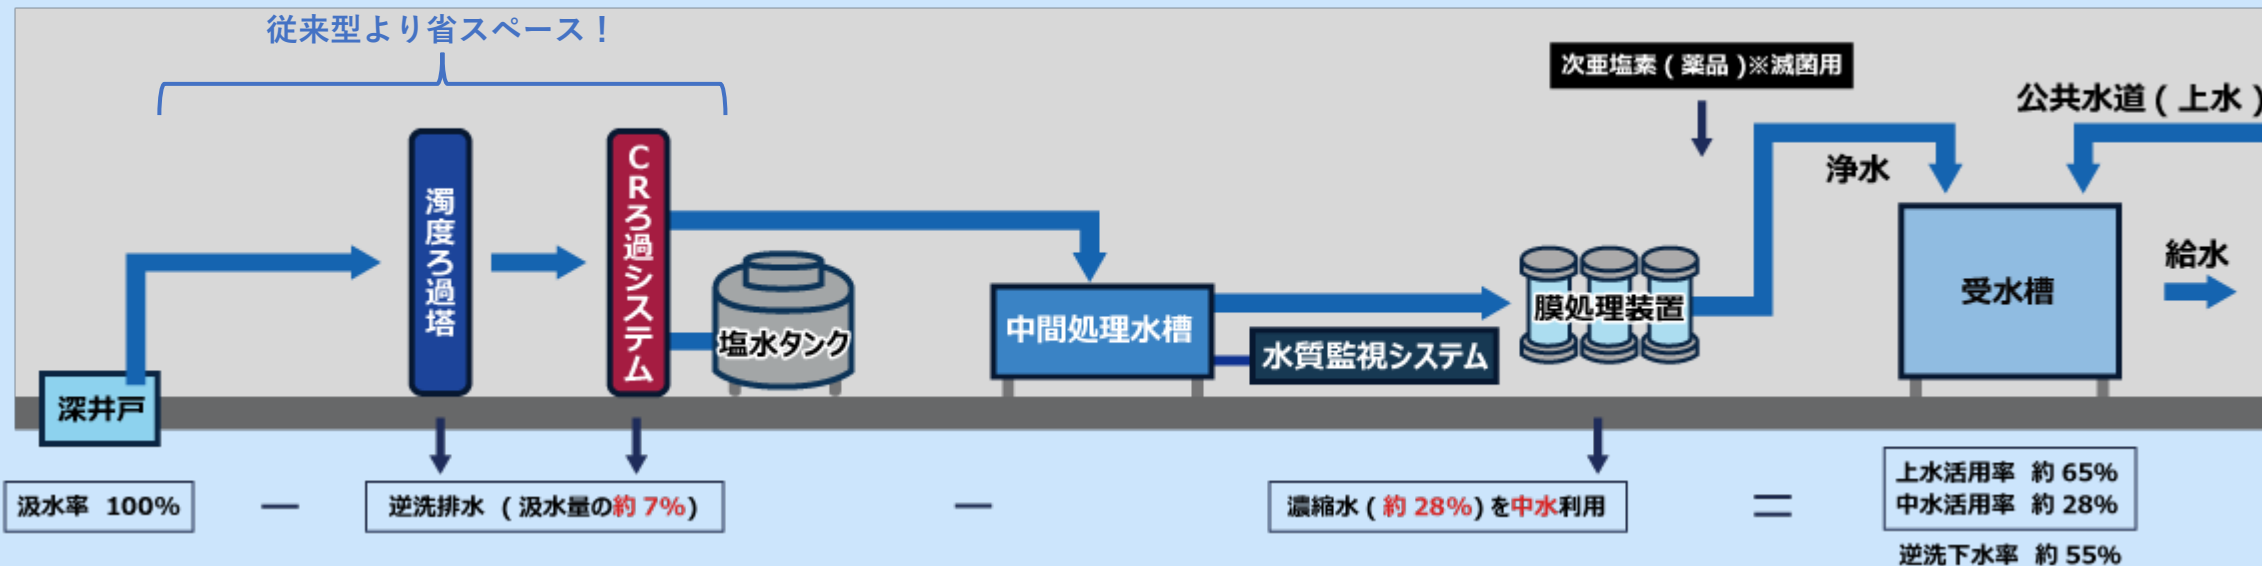 従来型より省スペース！
次亜塩素 ( 薬品 )※滅菌用
公共水道 ( 上水 )
浄水
濁度ろ過塔
CRろ過システム
塩水タンク
中間処理水槽
水質監視システム
膜処理装置
受水槽
給水
深井戸
汲水率 100%
－
逆洗排水 ( 汲水量の約 7%)
－
濃縮水 ( 約 28%) を中水利用
＝
上水活用率 約 65%
中水活用率 約 28%
逆洗下水率 約 55%